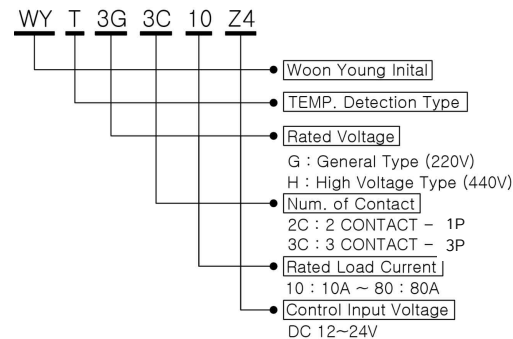 WY T 3G 3C 10 Z4
Woon Young Inital
TEMP. Detection Type
Rated Voltage
G : General Type (220V)
H : High Voltage Type (440V)
Num. of Contact
2C : 2 CONTACT - 1P
3C : 3 CONTACT - 3P
Rated Load Current
10 : 10A ~ 80 : 80A
Control Input Voltage
DC 12~24V